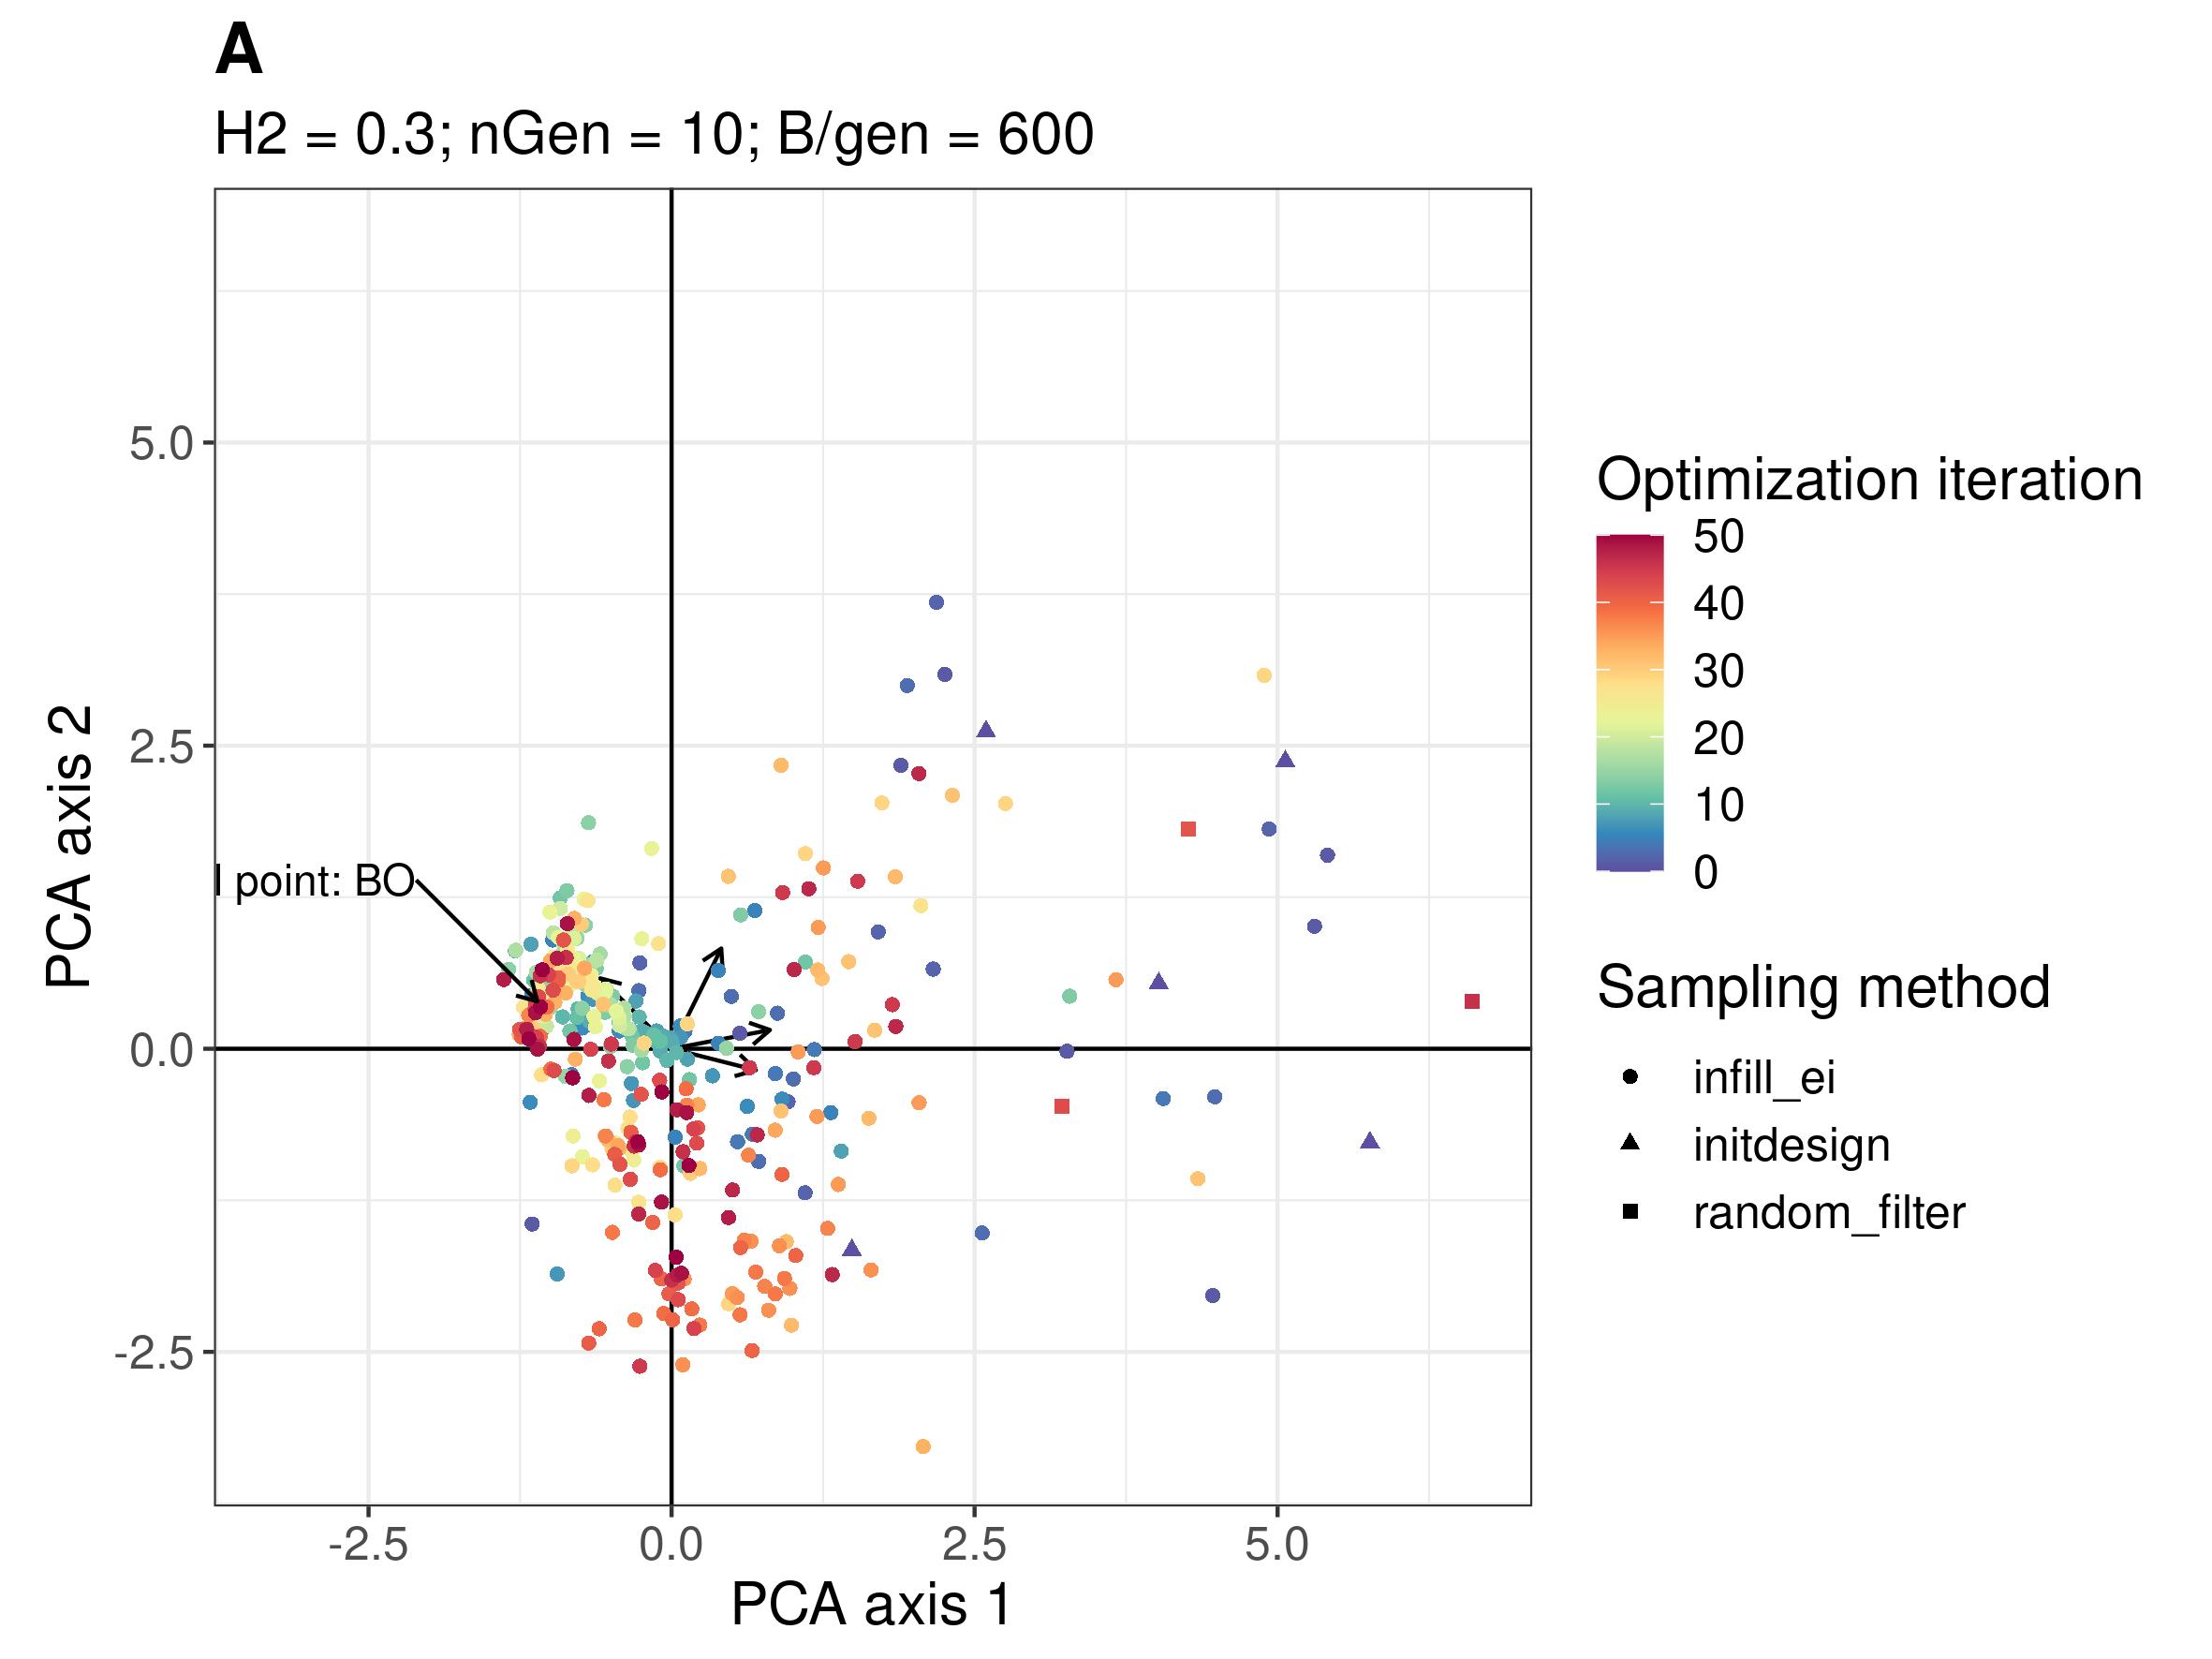 A
H2 = 0.3; nGen = 10; B/gen = 600
PCA axis 2
5.0
2.5
0.0
-2.5
point: BO
-2.5
0.0
2.5
5.0
PCA axis 1
Optimization iteration
50
40
30
20
10
0
Sampling method
infill_ei
initdesign
random_filter